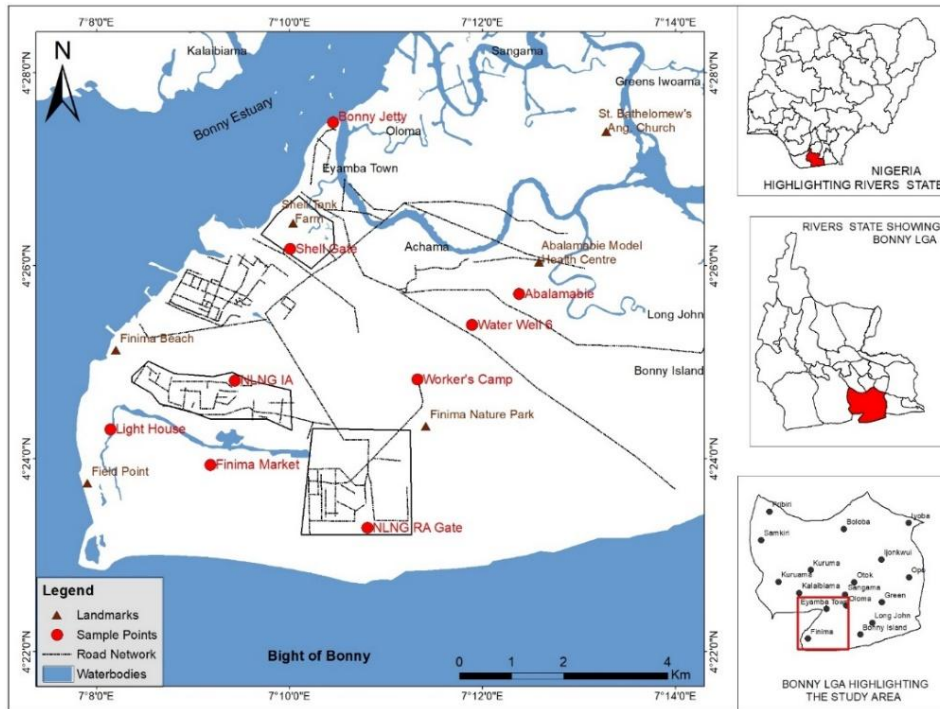 7°8'0"E
7°10'0"E
7°12'0"E
7°14'0"E
N
Kalaibiama
Sangama
4°28'0"N
4°28'0"N
Greens Iwoama
Bonny Estuary
Bonny Jetty
St. Bathelomew's
Ang. Church
Oloma
Eyamba Town
Shell Tank
Farm
Shell Gate
Achama
Abalamabie Model
Health Centre
4°26'0"N
4°26'0"N
Abalamabie
Water Well 6
Long John
Finima Beach
Bonny Island
NLNG IA
Worker's Camp
Light House
Finima Nature Park
Finima Market
4°24'0"N
4°24'0"N
Field Point
NLNG RA Gate
Legend
Landmarks
Sample Points
Road Network
Waterbodies
Bight of Bonny
0 1 2 4
Km
4°22'0"N
4°22'0"N
7°8'0"E
7°10'0"E
7°12'0"E
7°14'0"E
NIGERIA
HIGHLIGHTING RIVERS STATE
RIVERS STATE SHOWING
BONNY LGA
Boloba
Samkin
Ijonkwui
Kuruma
Kuruama
Otok
Opu
Kalaibiama
Sangama
Green
Eyamba Town
Oloma
Long John
Finima
Bonny Island
BONNY LGA HIGHLIGHTING
THE STUDY AREA